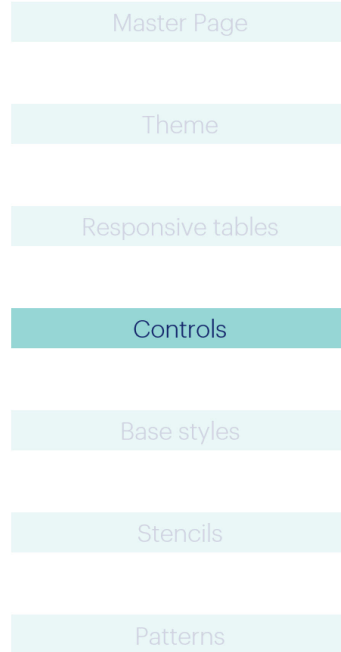 Master Page
Theme
Responsive tables
Controls
Base styles
Stencils
Patterns